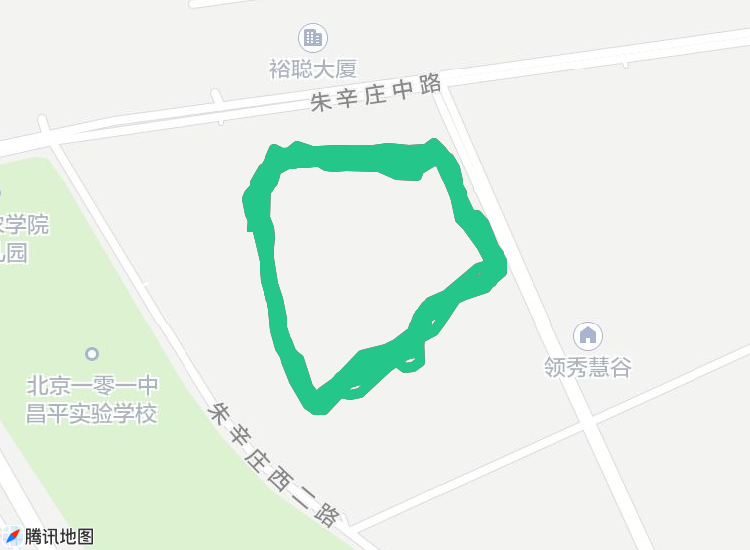 裕聪大厦
朱辛庄中路
农学院
儿园
领秀慧谷
北京一零一中
昌平实验学校
朱辛庄西二路
腾讯地图